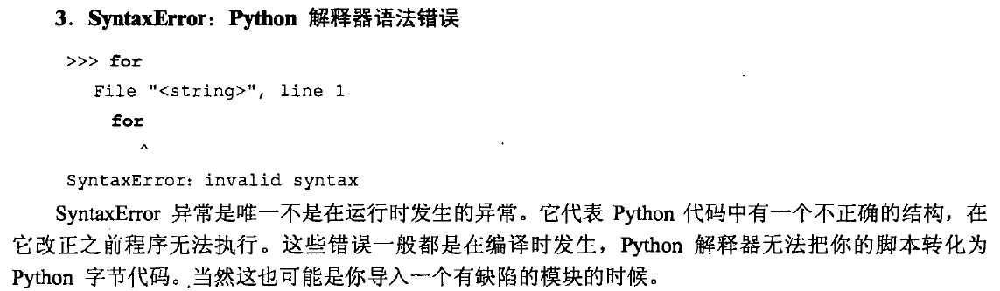 3. SyntaxError: Python 解释器语法错误
>>> for
File "<string>", line 1
for
^
SyntaxError: invalid syntax
SyntaxError 异常是唯一不是在运行时发生的异常。它代表 Python 代码中有一个不正确的结构，在
它改正之前程序无法执行。这些错误一般都是在编译时发生，Python 解释器无法把你的脚本转化为
Python 字节代码。当然这也可能是你导入一个有缺陷的模块的时候。